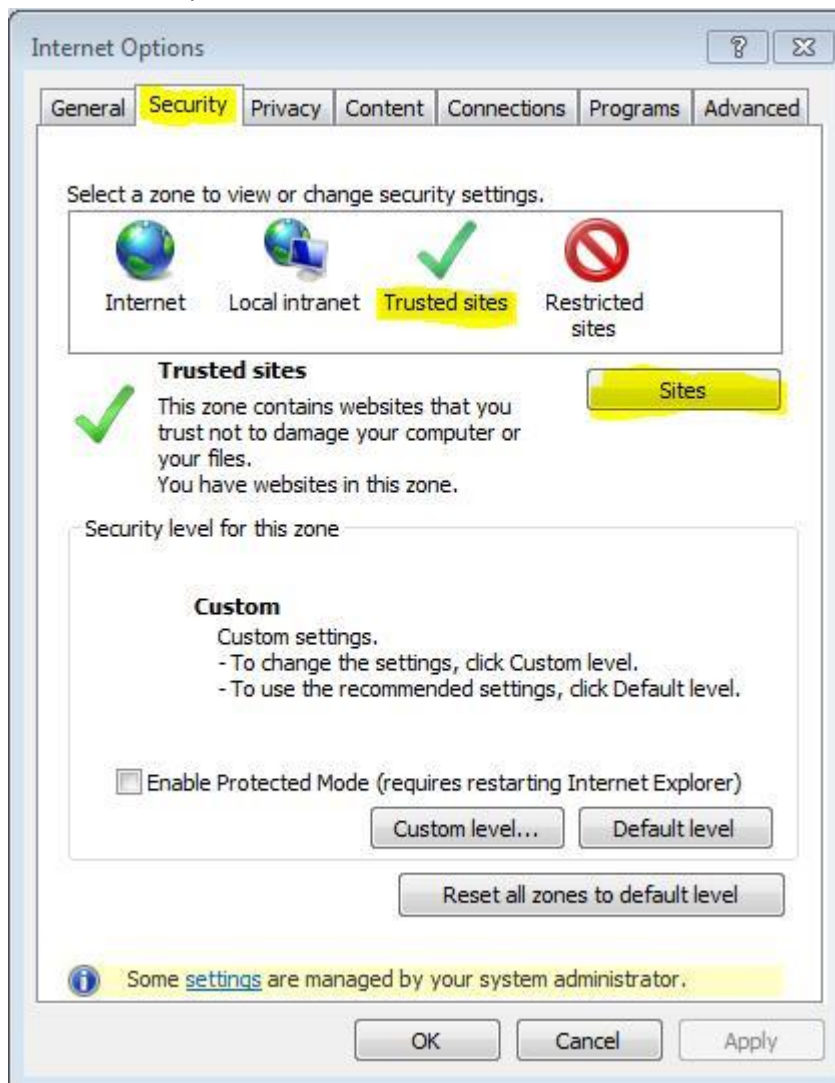 Internet Options
General Security Privacy Content Connections Programs Advanced
Select a zone to view or change security settings.
Internet Local intranet Trusted sites Restricted sites
Trusted sites
Sites
This zone contains websites that you
trust not to damage your computer or
your files.
You have websites in this zone.
Security level for this zone
Custom
Custom settings.
- To change the settings, click Custom level.
- To use the recommended settings, click Default level.
Enable Protected Mode (requires restarting Internet Explorer)
Custom level... Default level
Reset all zones to default level
Some settings are managed by your system administrator.
OK Cancel Apply